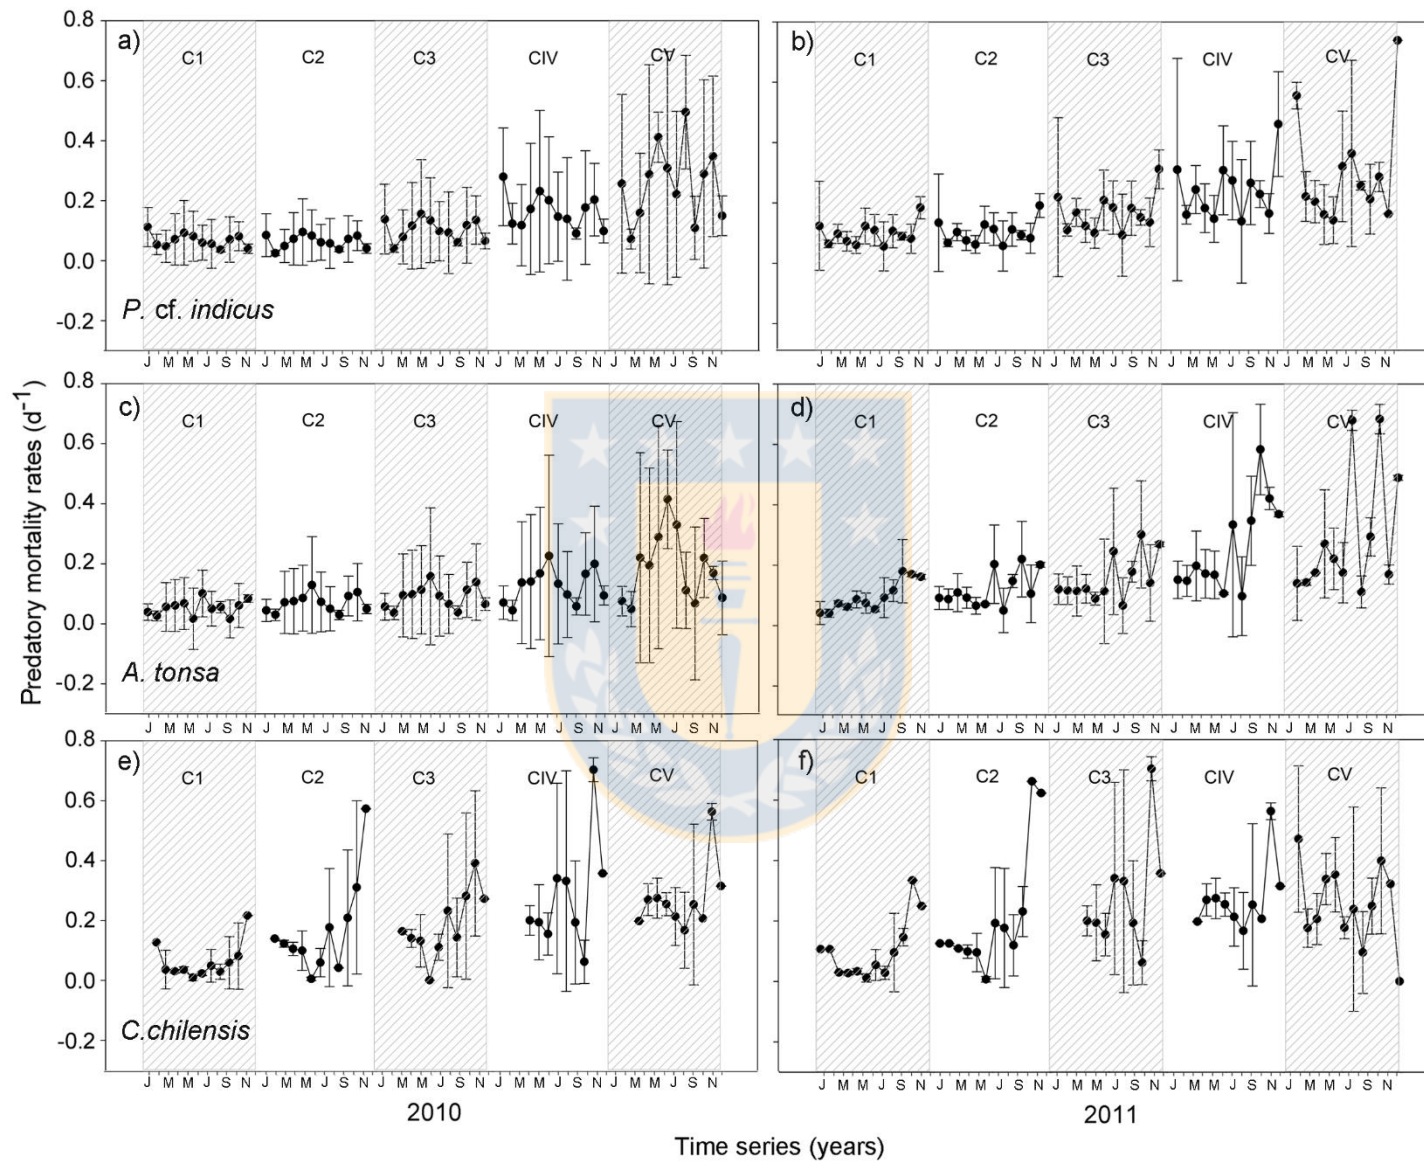 Predatory mortality rates (d⁻¹)
a) C1 C2 C3 CIV CV
b) C1 C2 C3 CIV CV
0.8
0.6
0.4
0.2
0.0
-0.2
P. cf. indicus
J M M J S N J M M J S N J M M J S N J M M J S N J M M J S N
J M M J S N J M M J S N J M M J S N J M M J S N J M M J S N
c) C1 C2 C3 CIV CV
d) C1 C2 C3 CIV CV
0.8
0.6
0.4
0.2
0.0
-0.2
A. tonsa
J M M J S N J M M J S N J M M J S N J M M J S N J M M J S N
J M M J S N J M M J S N J M M J S N J M M J S N J M M J S N
e) C1 C2 C3 CIV CV
f) C1 C2 C3 CIV CV
0.8
0.6
0.4
0.2
0.0
-0.2
C.chilensis
J M M J S N J M M J S N J M M J S N J M M J S N J M M J S N
J M M J S N J M M J S N J M M J S N J M M J S N J M M J S N
2010 2011
Time series (years)